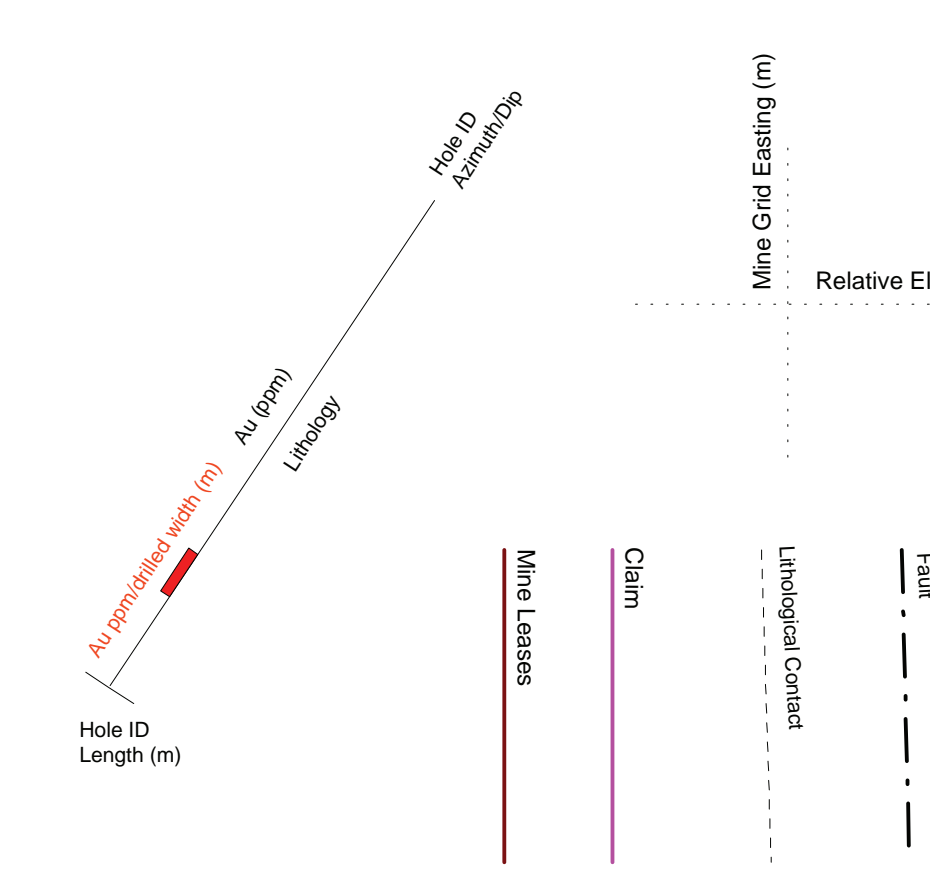 Hole ID
Azimuth/Dip
Mine Grid Easting (m)
Relative El
Au (ppm)
Lithology
Au ppm/drilled width (m)
Hole ID
Length (m)
Mine Leases
Claim
Lithological Contact
Fault